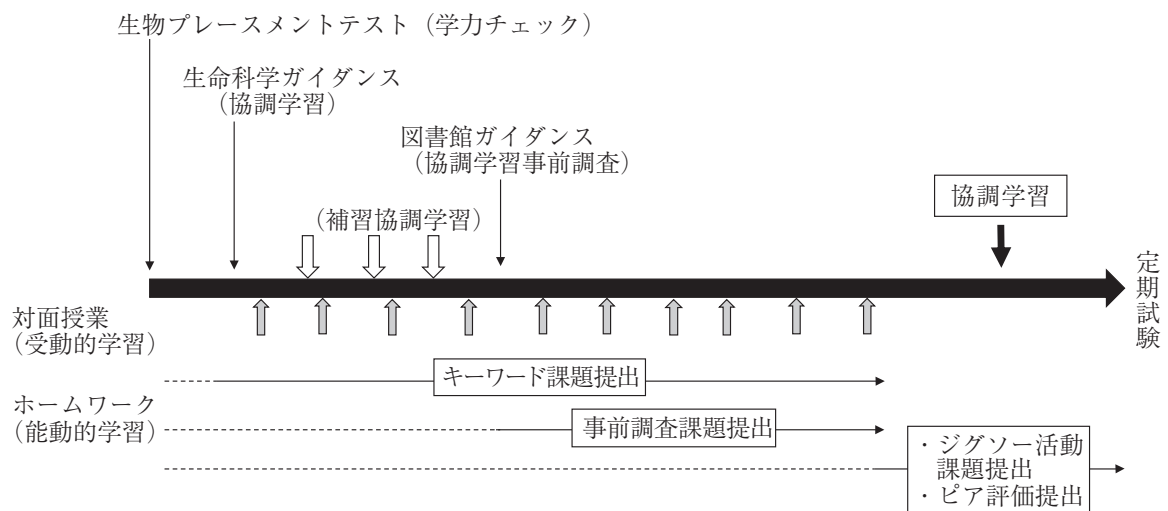 生物プレースメントテスト（学力チェック）
生命科学ガイダンス
（協調学習）
図書館ガイダンス
（協調学習事前調査）
（補習協調学習）
協調学習
定期試験
対面授業
（受動的学習）
キーワード課題提出
ホームワーク
（能動的学習）
事前調査課題提出
・ジグソー活動
課題提出
・ピア評価提出